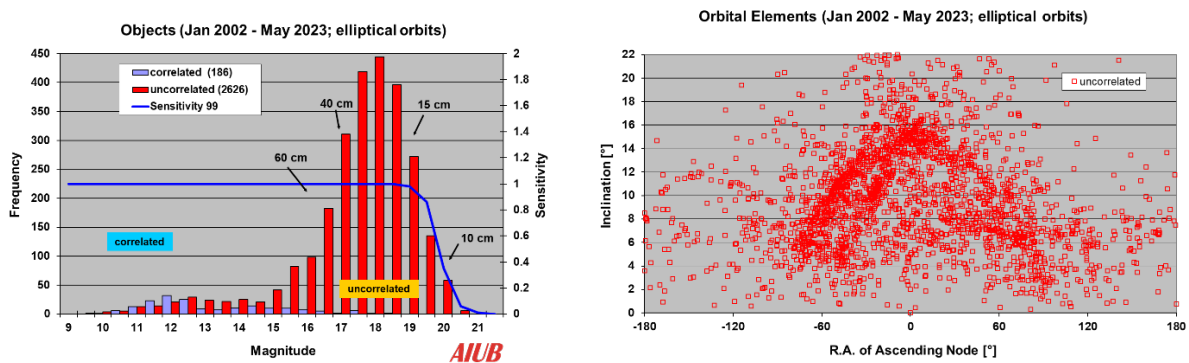 Objects (Jan 2002 - May 2023; elliptical orbits)
450
400
350
300
250
200
150
100
50
0
Frequency
2
1.8
1.6
1.4
1.2
1
0.8
0.6
0.4
0.2
0
Sensitivity
correlated (186)
uncorrelated (2626)
Sensitivity 99
40 cm
15 cm
60 cm
10 cm
correlated
uncorrelated
9 10 11 12 13 14 15 16 17 18 19 20 21
Magnitude
AIUB
Orbital Elements (Jan 2002 - May 2023; elliptical orbits)
22
20
18
16
14
12
10
8
6
4
2
0
Inclination [°]
uncorrelated
-180 -120 -60 0 60 120 180
R.A. of Ascending Node [°]